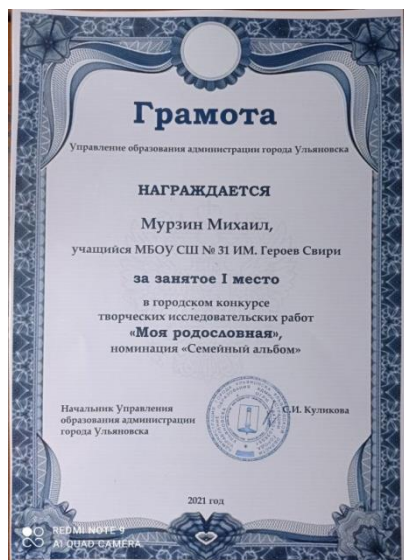 Грамота
Управление образования администрации города Ульяновска
НАГРАЖДАЕТСЯ
Мурзин Михаил,
учащийся МБОУ СШ № 31 ИМ. Героев Свири
за занятое I место
в городском конкурсе
творческих исследовательских работ
«Моя родословная»,
номинация «Семейный альбом»
Начальник Управления
образования администрации
города Ульяновска
С.И. Куликова
2021 год
REDMI NOTE 9
AI QUAD CAMERA